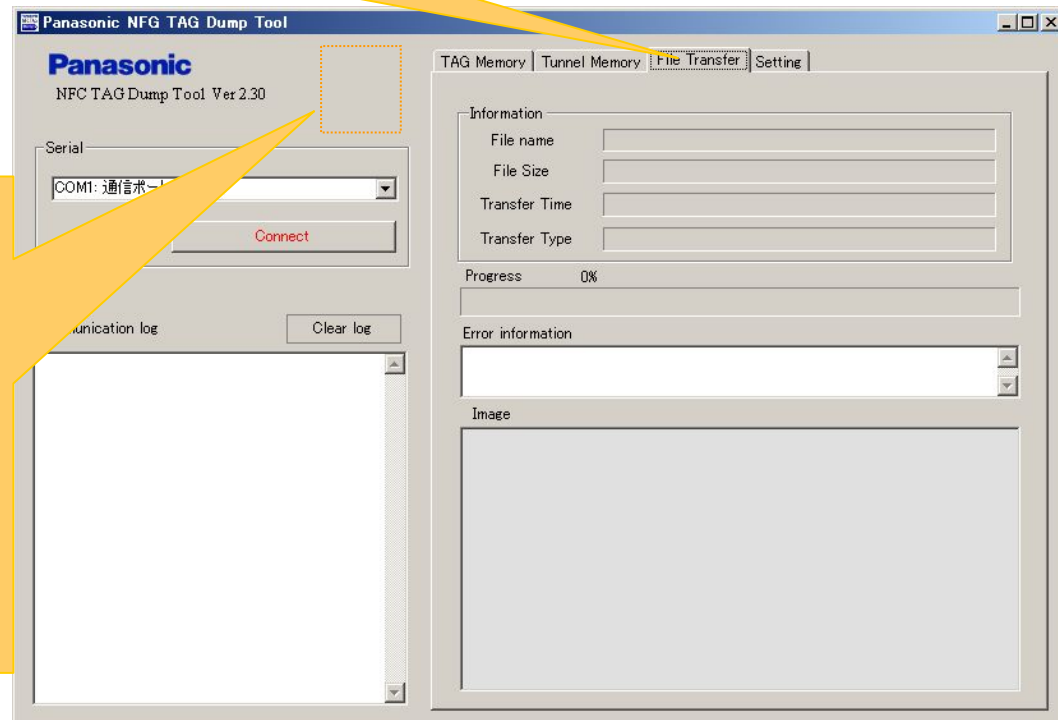 Panasonic NFG TAG Dump Tool
Panasonic
NFC TAG Dump Tool Ver 2.30
Serial
COM1: 通信ポー
Connect
Clear log
TAG Memory
Tunnel Memory
File Transfer
Setting
Information
File name
File Size
Transfer Time
Transfer Type
Progress 0%
Error information
Image
log